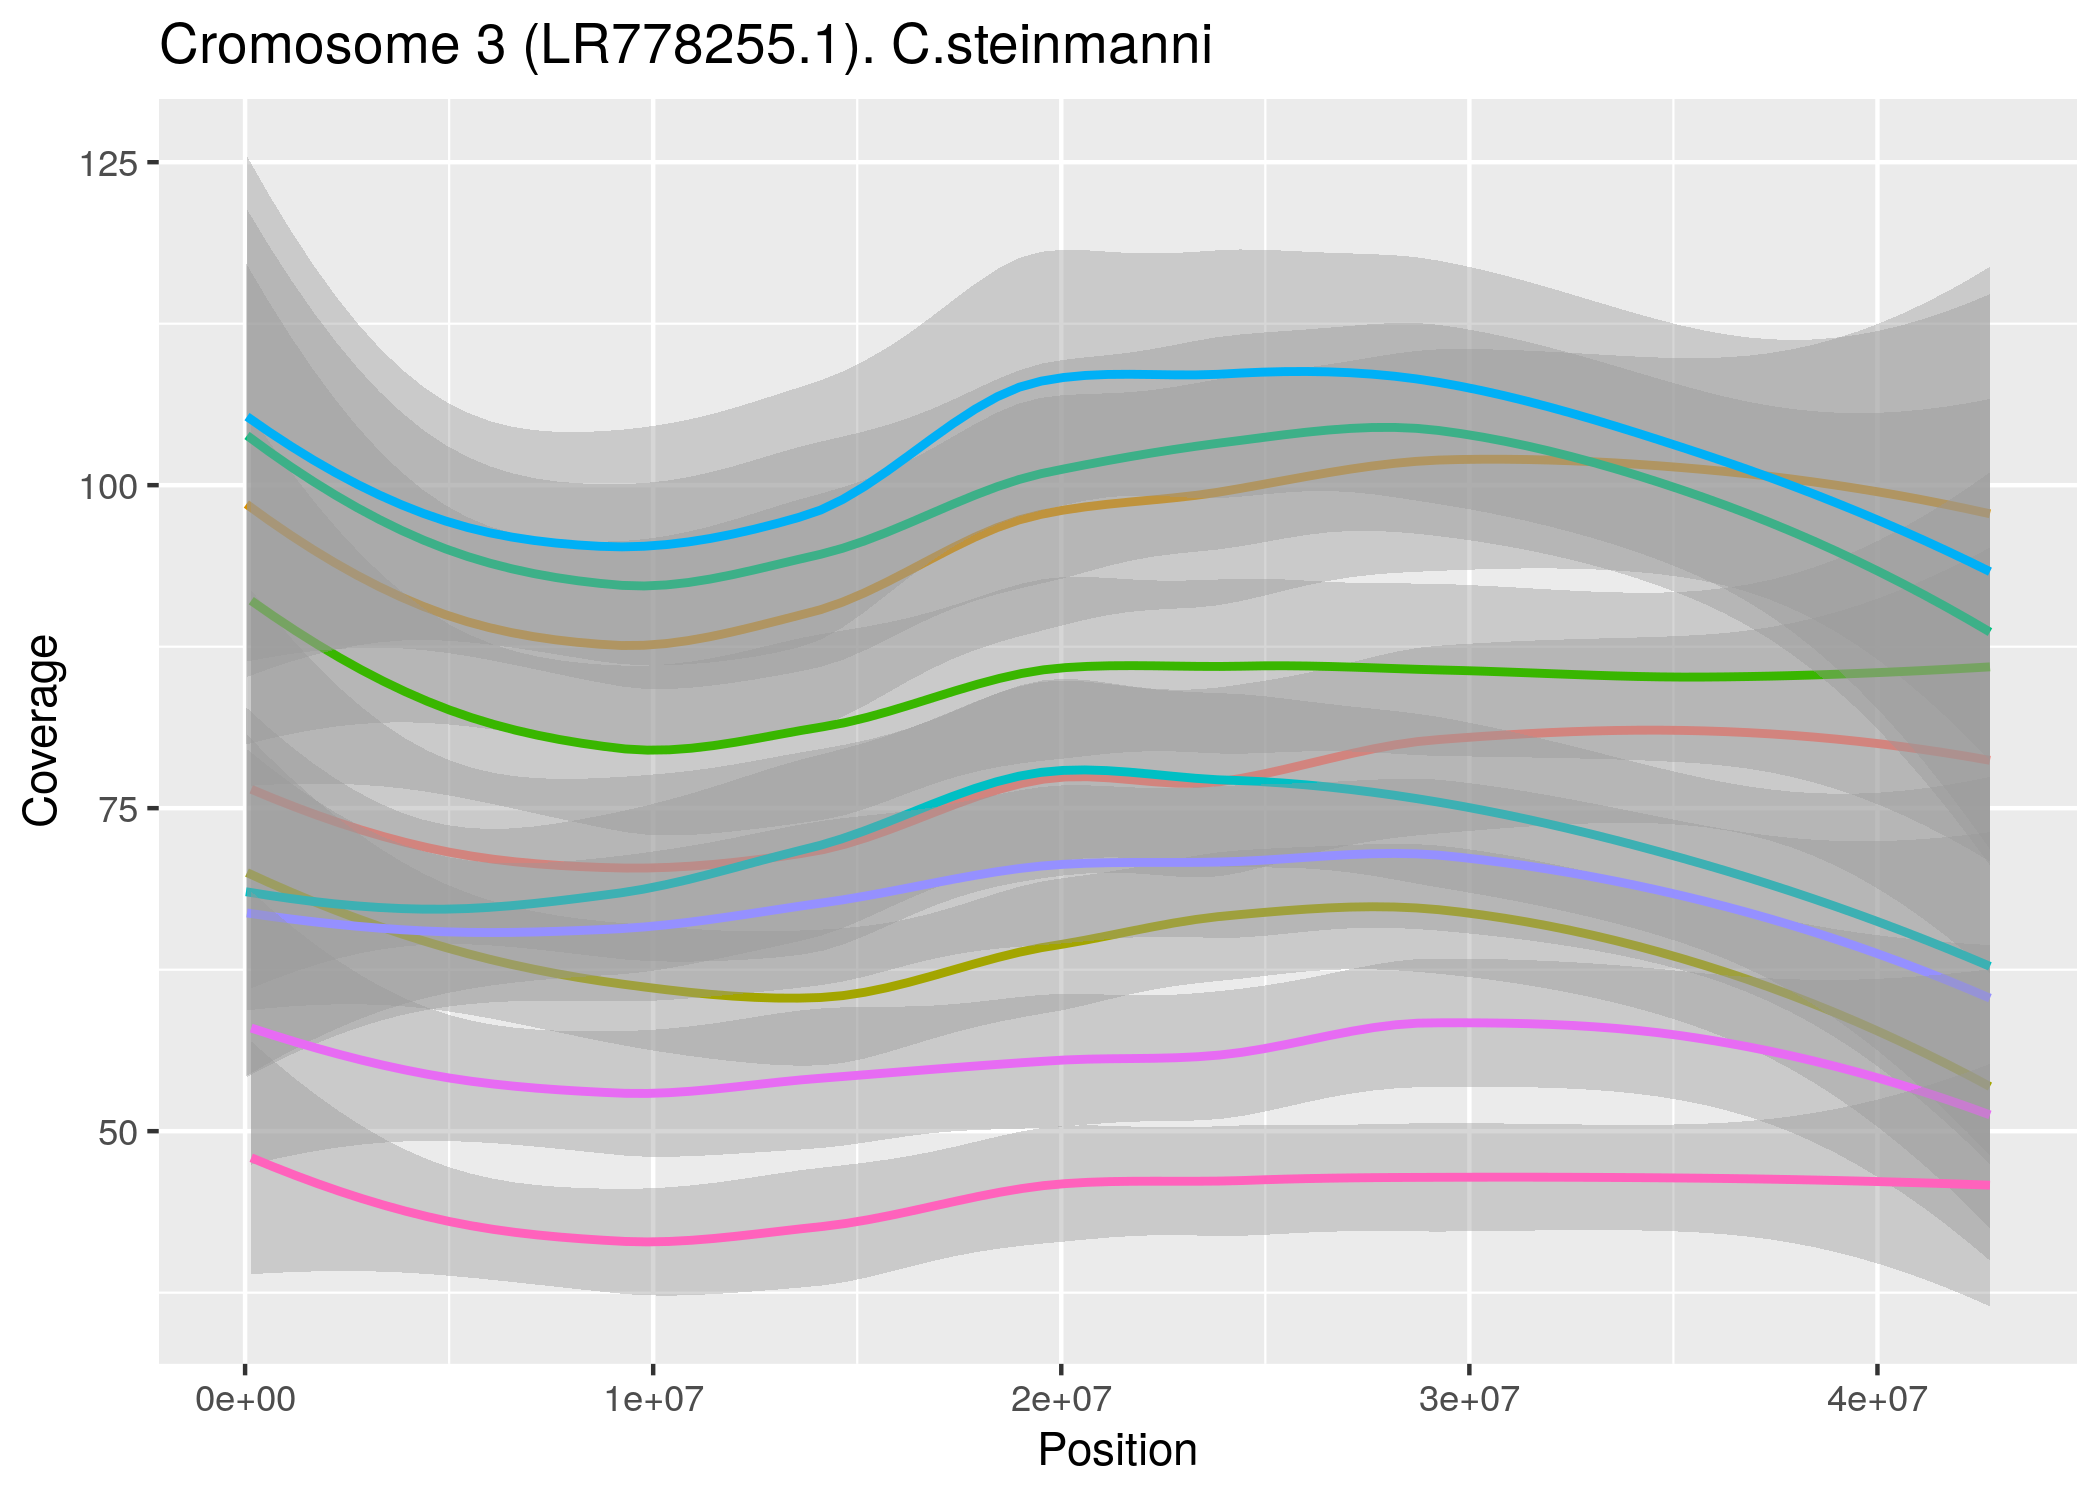 Cromosome 3 (LR778255.1). C.steinmanni
125
100
75
50
Coverage
0e+00 1e+07 2e+07 3e+07 4e+07
Position